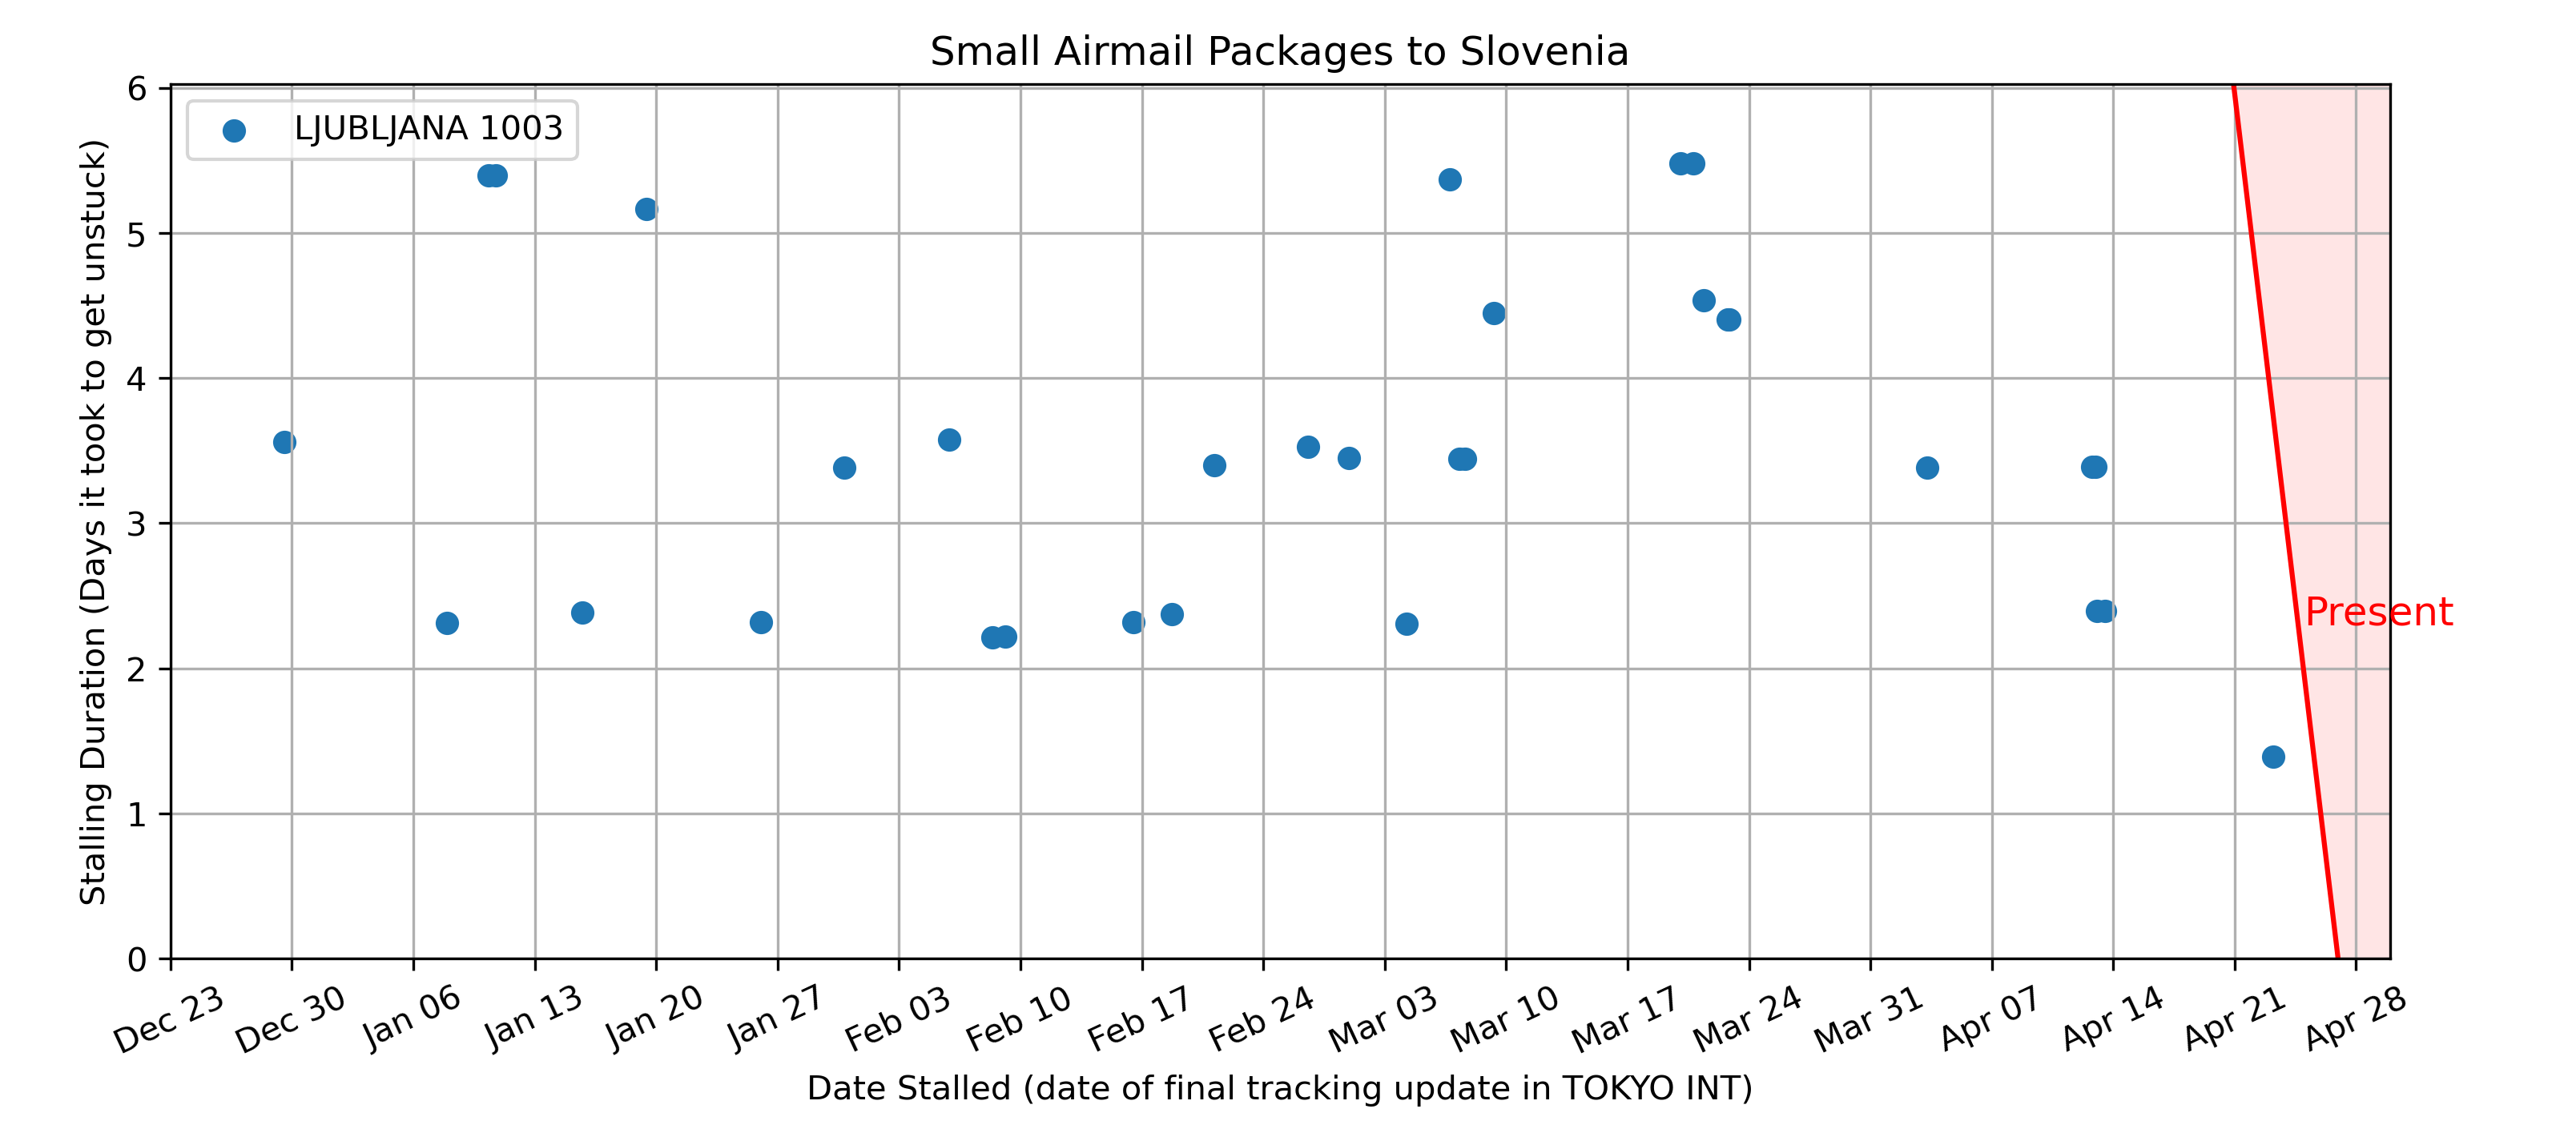 Small Airmail Packages to Slovenia
LJUBLJANA 1003
Stalling Duration (Days it took to get unstuck)
6
5
4
3
2
1
0
Present
Dec 23
Dec 30
Jan 06
Jan 13
Jan 20
Jan 27
Feb 03
Feb 10
Feb 17
Feb 24
Mar 03
Mar 10
Mar 17
Mar 24
Mar 31
Apr 07
Apr 14
Apr 21
Apr 28
Date Stalled (date of final tracking update in TOKYO INT)